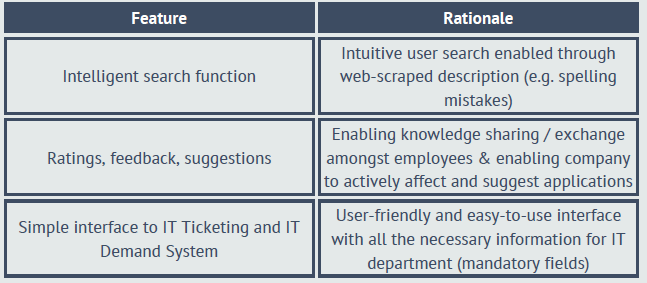 Feature
Rationale
Intelligent search function
Intuitive user search enabled through
web-scraped description (e.g. spelling
mistakes)
Ratings, feedback, suggestions
Enabling knowledge sharing / exchange
amongst employees & enabling company
to actively affect and suggest applications
Simple interface to IT Ticketing and IT
Demand System
User-friendly and easy-to-use interface
with all the necessary information for IT
department (mandatory fields)